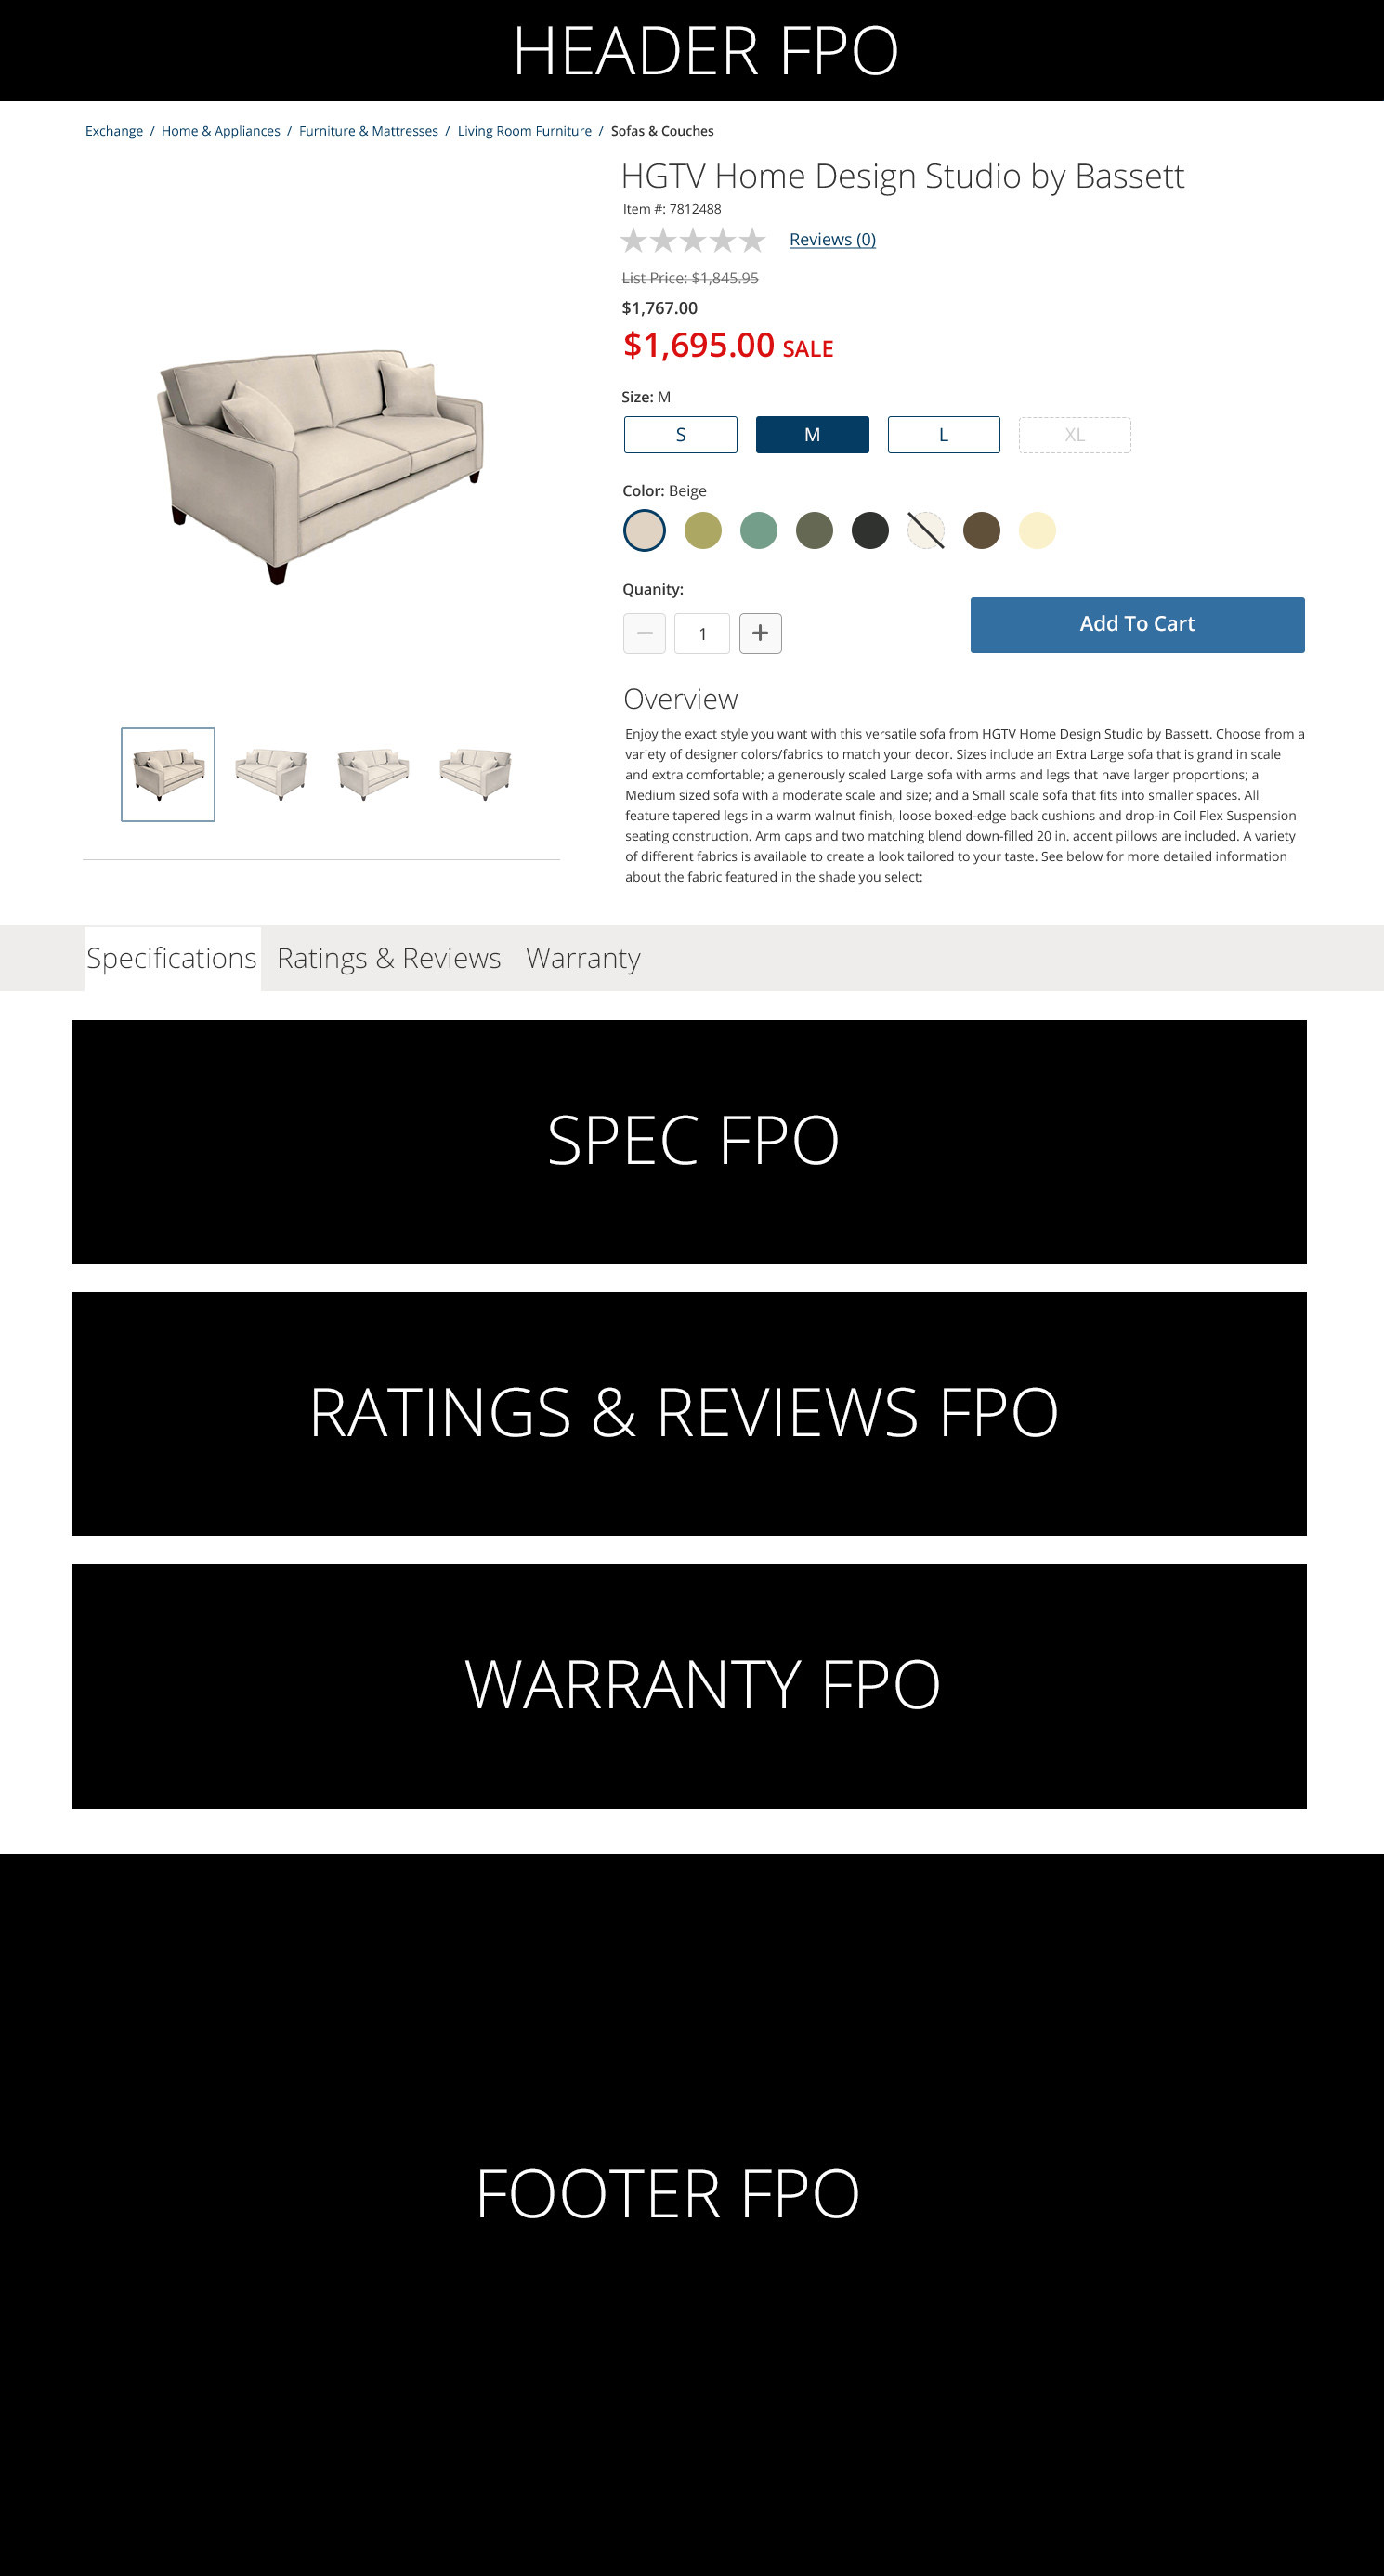 HEADER FPO
Exchange / Home & Appliances / Furniture & Mattresses / Living Room Furniture / Sofas & Couches
HGTV Home Design Studio by Bassett
Item #: 7812488
Reviews (0)
List Price: $1,845.95
$1,767.00
$1,695.00 SALE
Size: M
S M L XL
Color: Beige
Quanity:
1
Add To Cart
Overview
Enjoy the exact style you want with this versatile sofa from HGTV Home Design Studio by Bassett. Choose from a
variety of designer colors/fabrics to match your decor. Sizes include an Extra Large sofa that is grand in scale
and extra comfortable; a generously scaled Large sofa with arms and legs that have larger proportions; a
Medium sized sofa with a moderate scale and size; and a Small scale sofa that fits into smaller spaces. All
feature tapered legs in a warm walnut finish, loose boxed-edge back cushions and drop-in Coil Flex Suspension
seating construction. Arm caps and two matching blend down-filled 20 in. accent pillows are included. A variety
of different fabrics is available to create a look tailored to your taste. See below for more detailed information
about the fabric featured in the shade you select:
Specifications Ratings & Reviews Warranty
SPEC FPO
RATINGS & REVIEWS FPO
WARRANTY FPO
FOOTER FPO